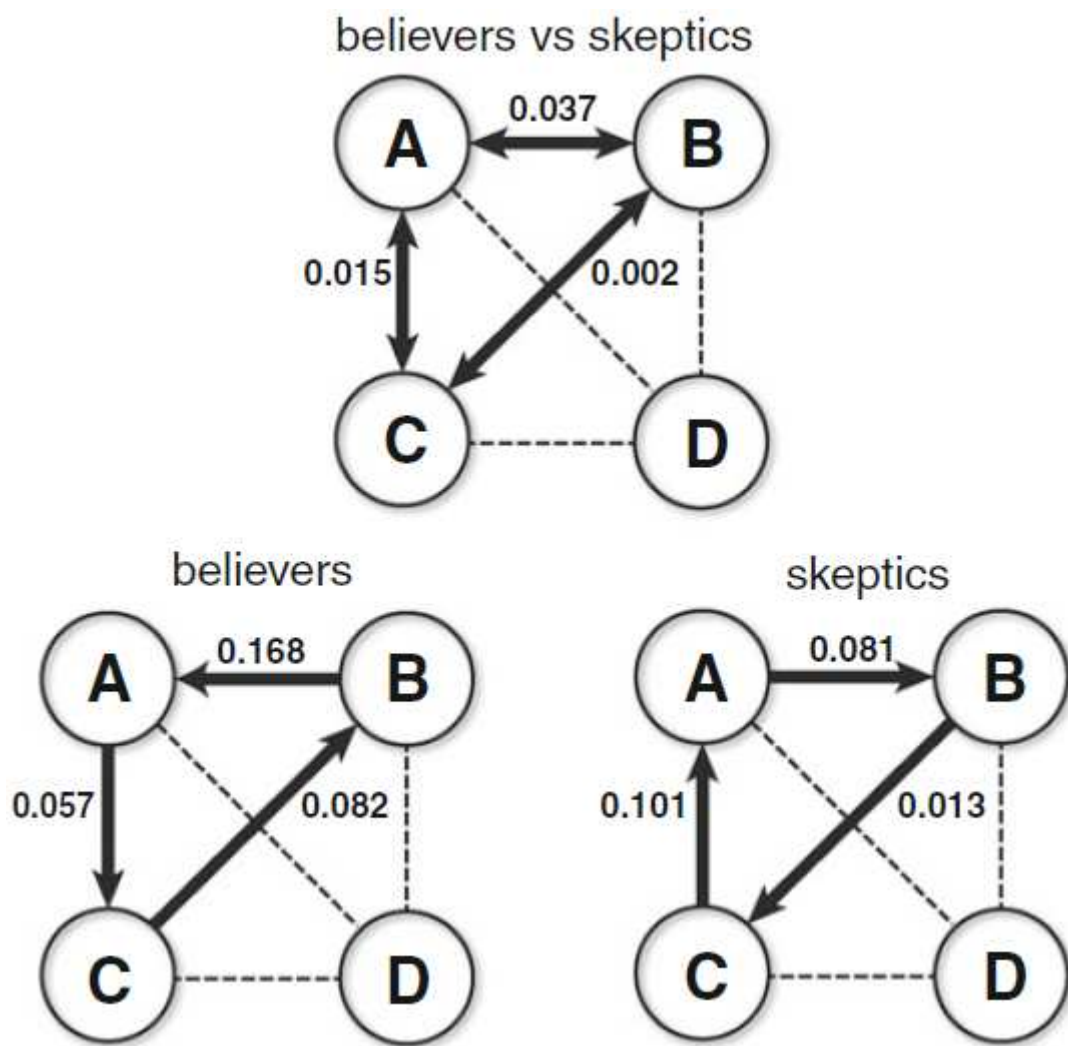 believers vs skeptics
0.037
A
B
0.015
0.002
C
D
believers
0.168
A
B
0.057
0.082
C
D
skeptics
0.081
A
B
0.101
0.013
C
D